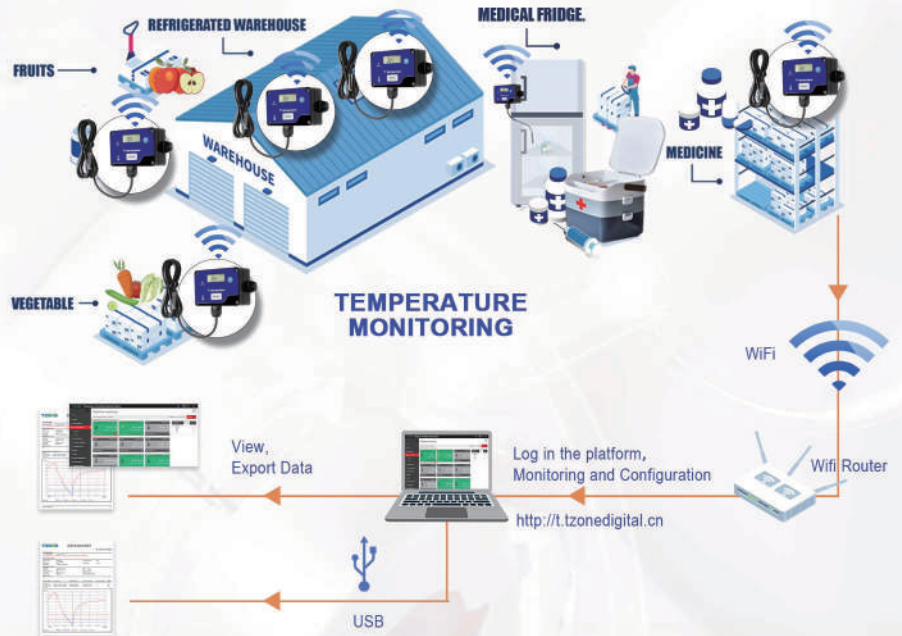 REFRIGERATED WAREHOUSE
MEDICAL FRIDGE.
FRUITS
WAREHOUSE
MEDICINE
VEGETABLE
TEMPERATURE
MONITORING
WiFi
View,
Export Data
Log in the platform,
Monitoring and Configuration
Wifi Router
http://t.tzonedigital.cn
USB